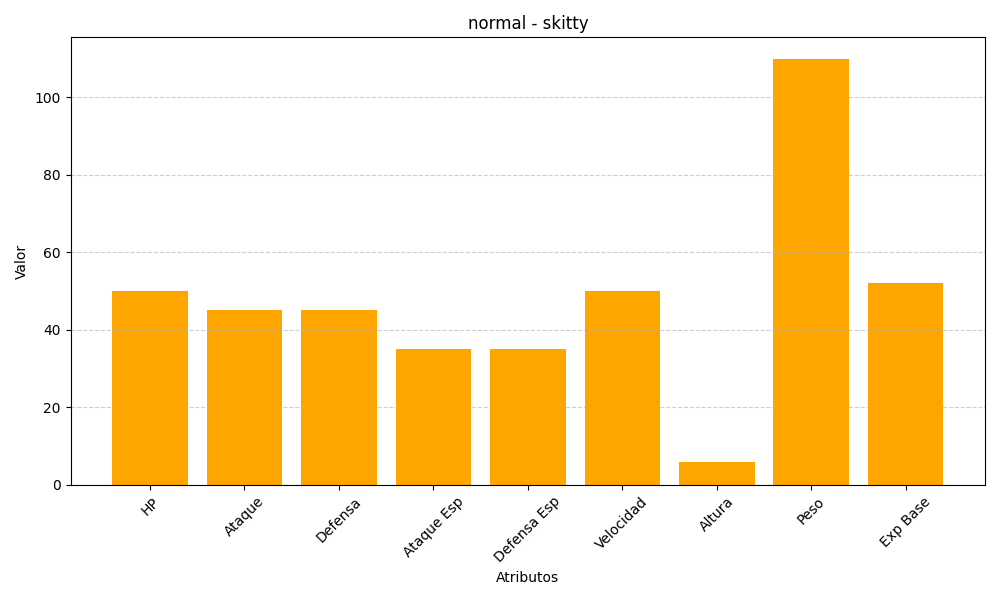 normal - skitty
Valor
100
80
60
40
20
0
HP
Ataque
Defensa
Ataque Esp
Defensa Esp
Velocidad
Altura
Peso
Exp Base
Atributos